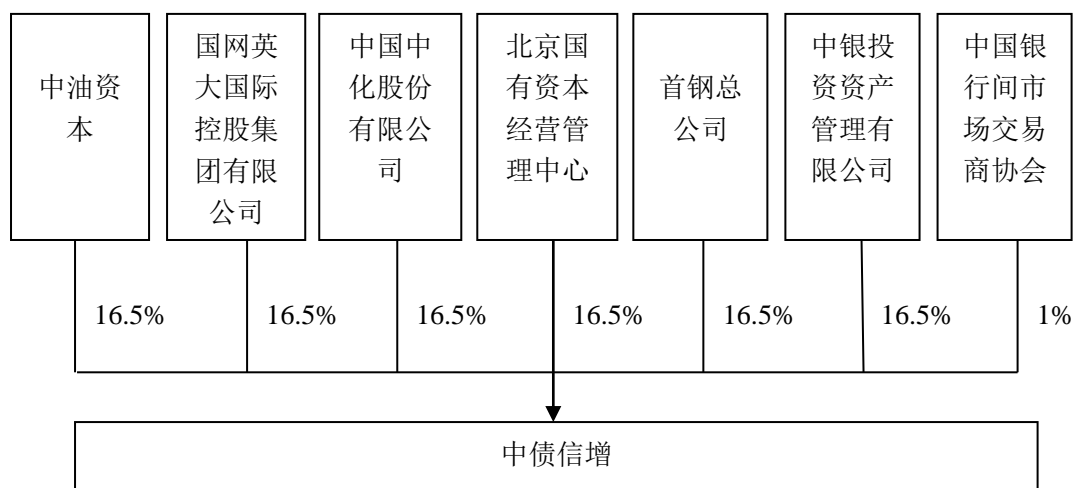 中油资
本
国网英
大国际
控股集
团有限
公司
中国中
化股份
有限公
司
北京国
有资本
经营管
理中心
首钢总
公司
中银投
资资产
管理有
限公司
中国银
行间市
场交易
商协会
16.5%
16.5%
16.5%
16.5%
16.5%
16.5%
1%
中债信增